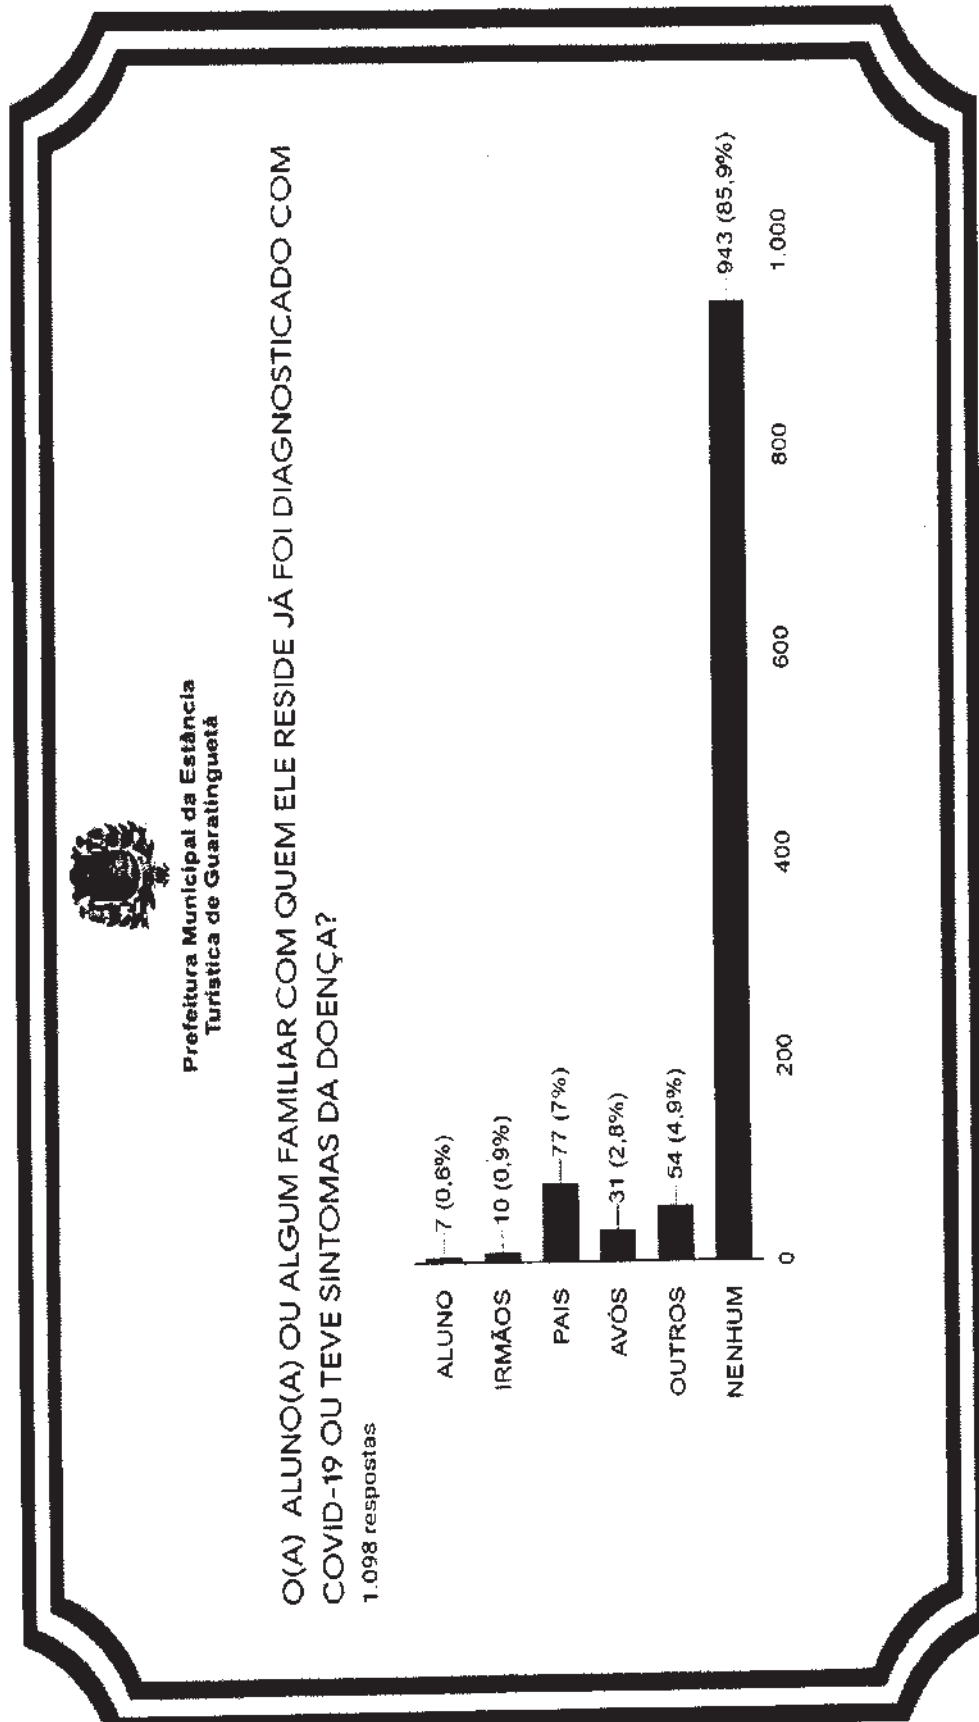 Prefeitura Municipal da Estância
Turística de Guaratinguetá
O(A) ALUNO(A) OU ALGUM FAMILIAR COM QUEM ELE RESIDE JÁ FOI DIAGNOSTICADO COM
COVID-19 OU TEVE SINTOMAS DA DOENÇA?
1.098 respostas
ALUNO 7 (0,6%)
IRMÃOS 10 (0,9%)
PAIS 77 (7%)
AVÓS 31 (2,8%)
OUTROS 54 (4,9%)
NENHUM 943 (85,9%)
0 200 400 600 800 1.000